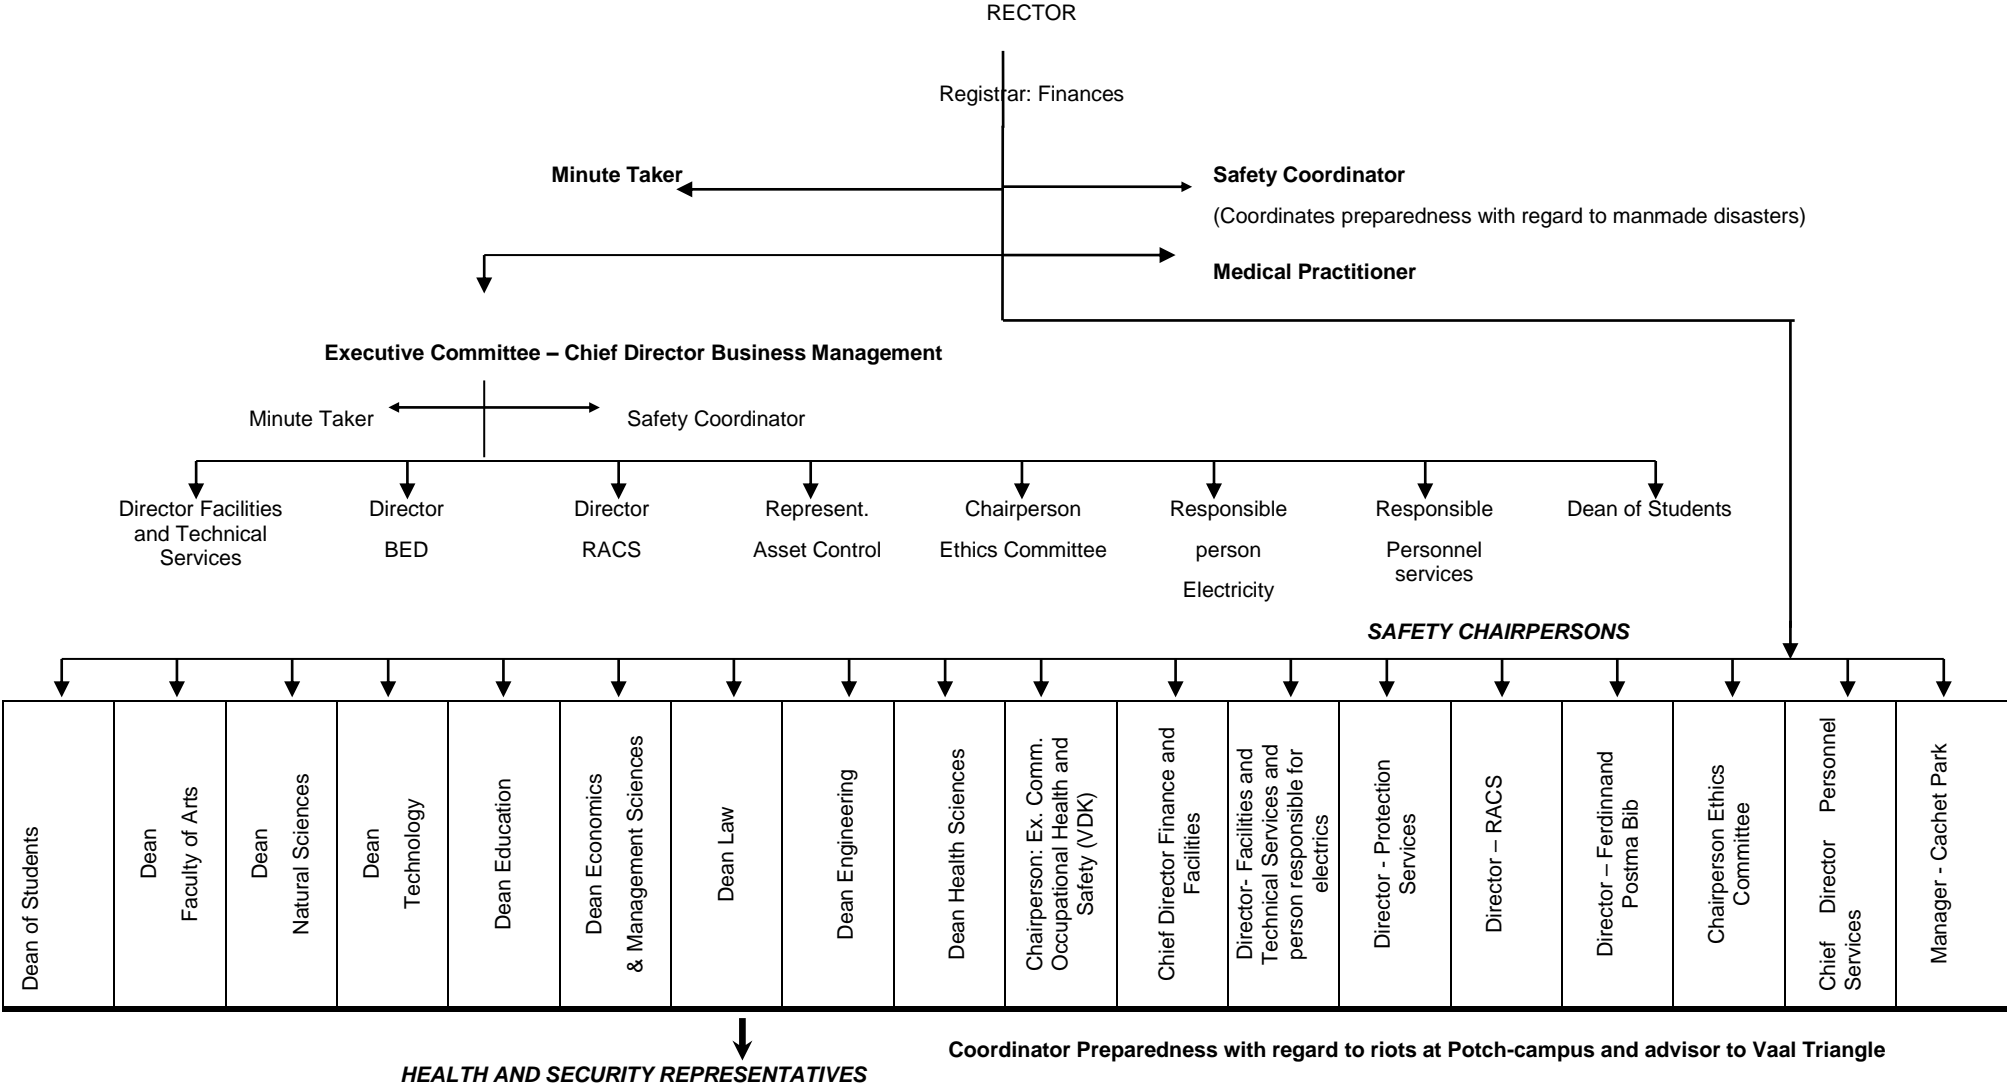 RECTOR
Registrar: Finances
Minute Taker
Safety Coordinator
(Coordinates preparedness with regard to manmade disasters)
Medical Practitioner
Executive Committee – Chief Director Business Management
Minute Taker
Safety Coordinator
Director Facilities
and Technical
Services
Director
BED
Director
RACS
Represent.
Asset Control
Chairperson
Ethics Committee
Responsible
person
Electricity
Responsible
Personnel
services
Dean of Students
SAFETY CHAIRPERSONS
Dean of Students
Dean
Faculty of Arts
Dean
Natural Sciences
Dean
Technology
Dean Education
Dean Economics
& Management Sciences
Dean Law
Dean Engineering
Dean Health Sciences
Chairperson: Ex. Comm.
Occupational Health and
Safety (VDK)
Chief Director Finance and
Facilities
Director- Facilities and
Technical Services and
person responsible for
electrics
Director - Protection
Services
Director – RACS
Director – Ferdinnand
Postma Bib
Chairperson Ethics
Committee
Chief Director Personnel
Services
Manager - Cachet Park
Coordinator Preparedness with regard to riots at Potch-campus and advisor to Vaal Triangle
HEALTH AND SECURITY REPRESENTATIVES